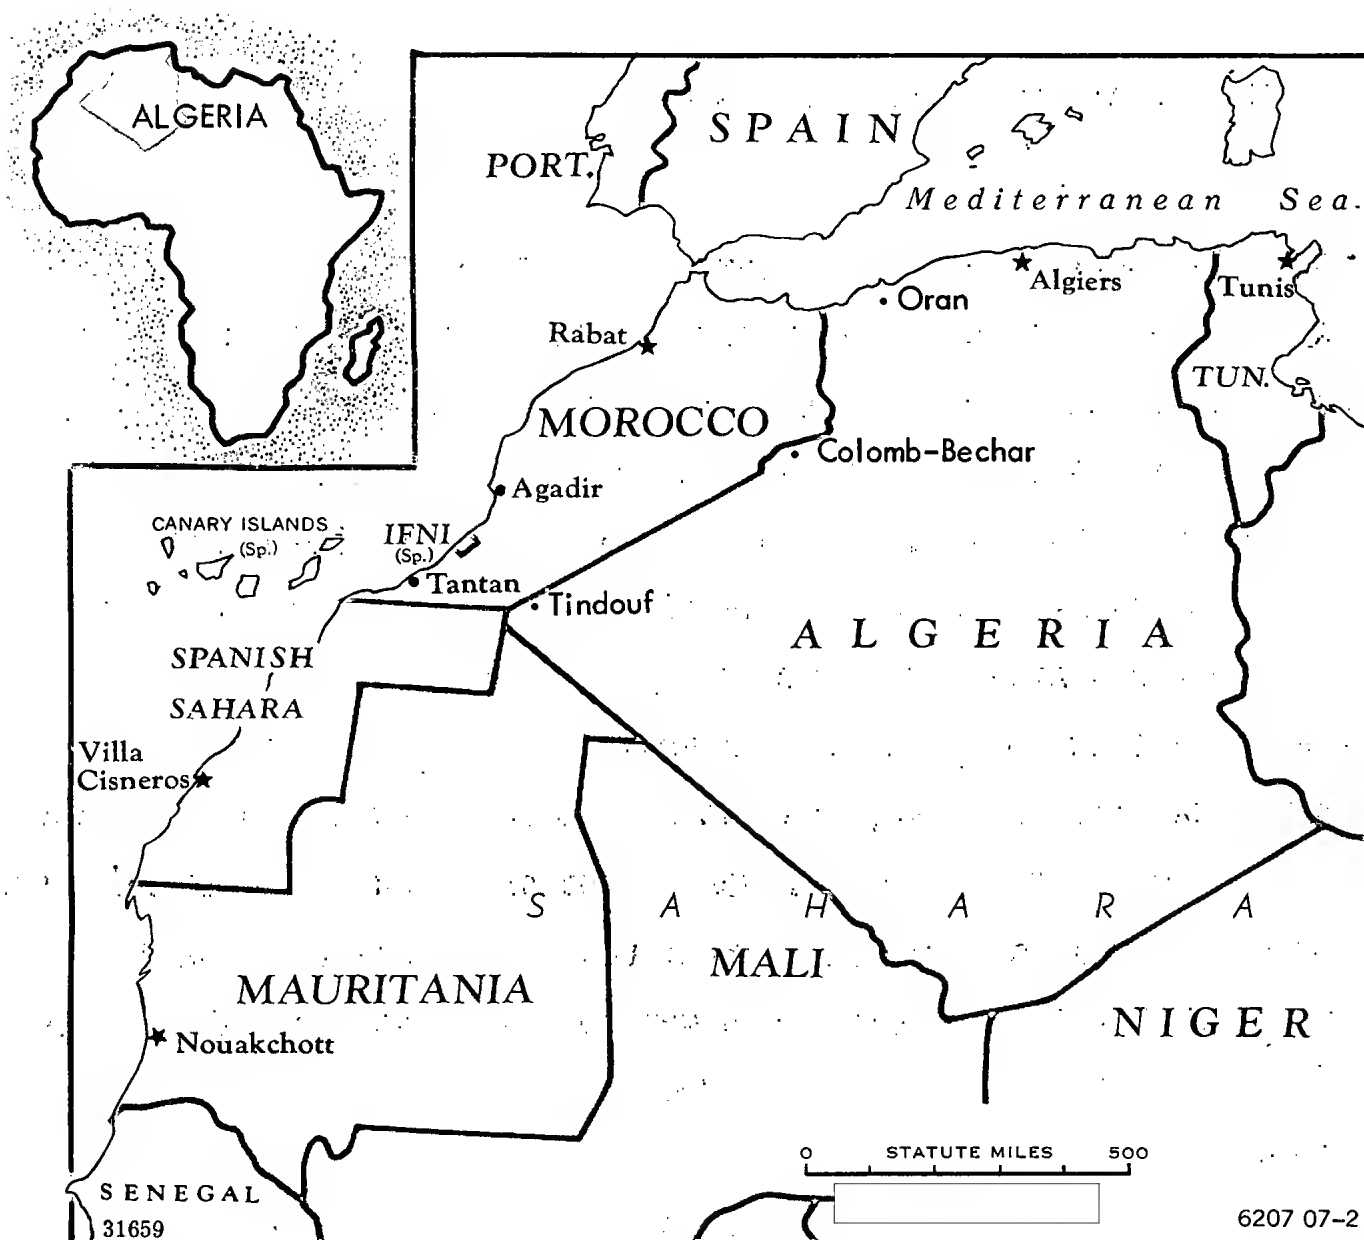 ALGERIA
SPAIN
PORT.
Mediterranean Sea.
Algiers
Tunis
Oran
Rabat
TUN.
MOROCCO
Colomb-Bechar
Agadir
CANARY ISLANDS
(Sp.)
IFNI
(Sp.)
Tantan
Tindouf
ALGERIA
SPANISH
SAHARA
Villa
Cisneros
SAHARA
MALI
MAURITANIA
NIGER
Nouakchott
0 STATUTE MILES 500
SENEGAL
31659
6207 07-2